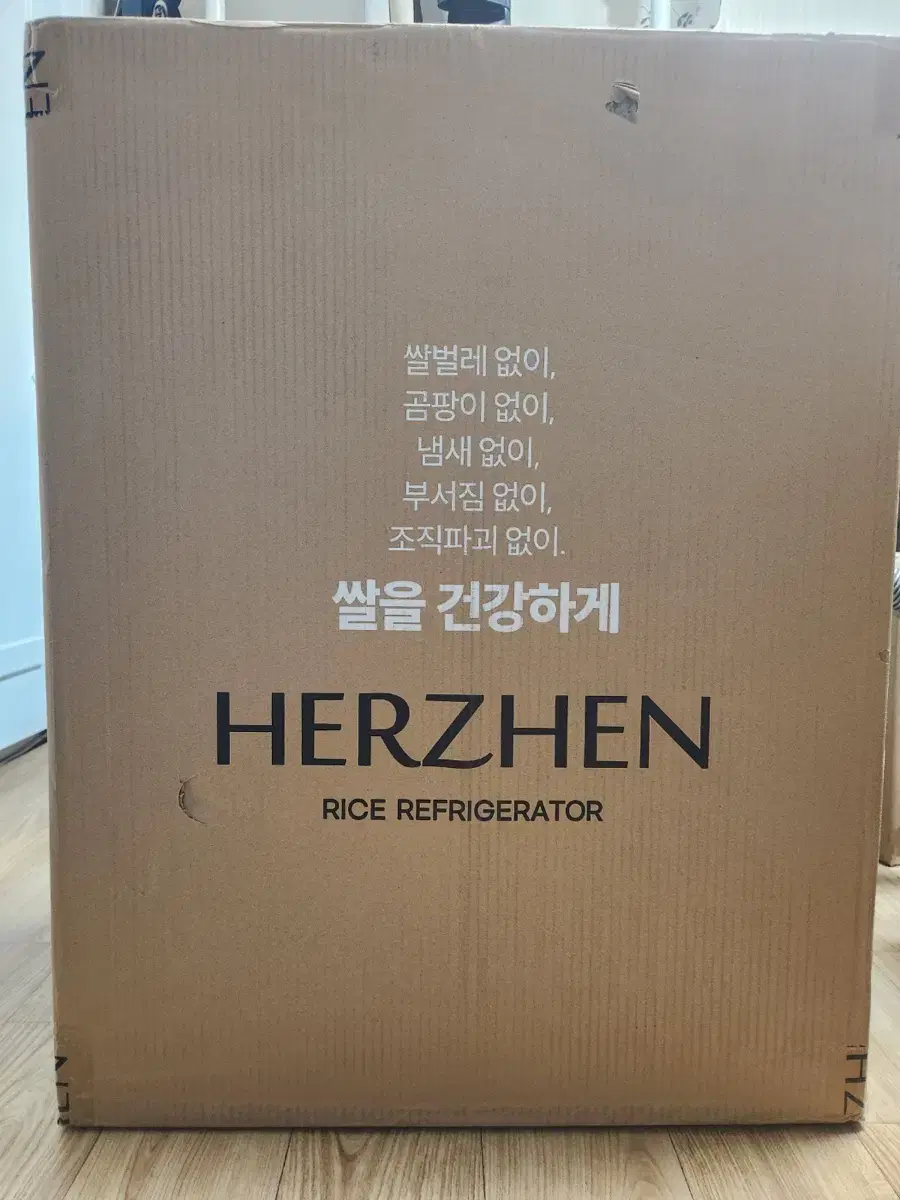 쌀벌레 없이,
곰팡이 없이,
냄새 없이,
부서짐 없이,
조직파괴 없이.
쌀을 건강하게
HERZHEN
RICE REFRIGERATOR